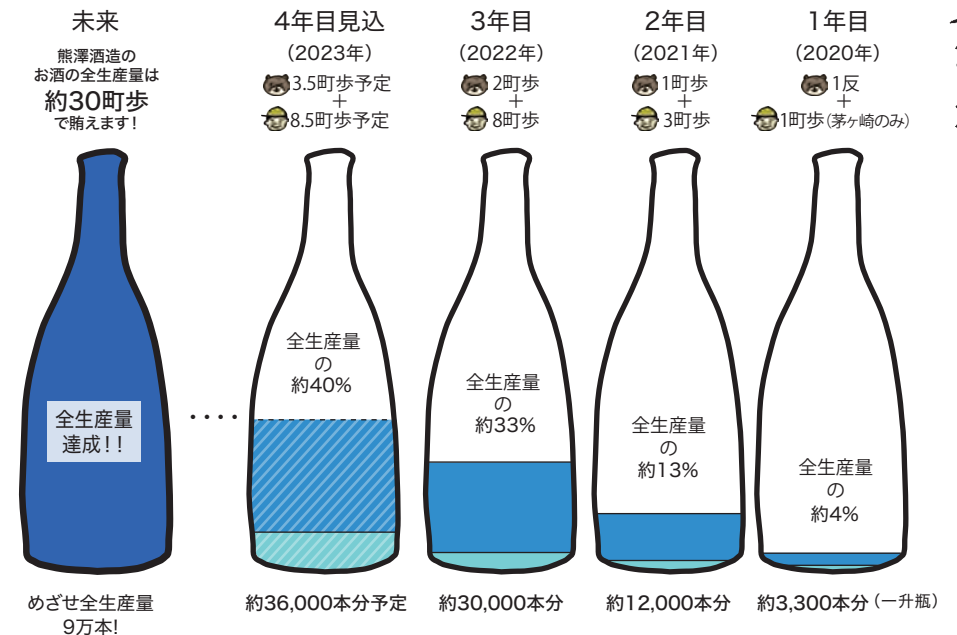 未来
熊澤酒造の
お酒の全生産量は
約30町歩
で賄えます!
全生産量
達成!!
めざせ全生産量
9万本!
‥‥
4年目見込
（2023年）
3.5町歩予定
+
8.5町歩予定
全生産量
の
約40%
約36,000本分予定
3年目
（2022年）
2町歩
+
8町歩
全生産量
の
約33%
約30,000本分
2年目
（2021年）
1町歩
+
3町歩
全生産量
の
約13%
約12,000本分
1年目
（2020年）
1反
+
1町歩（茅ヶ崎のみ）
全生産量
の
約4%
約3,300本分（一升瓶）